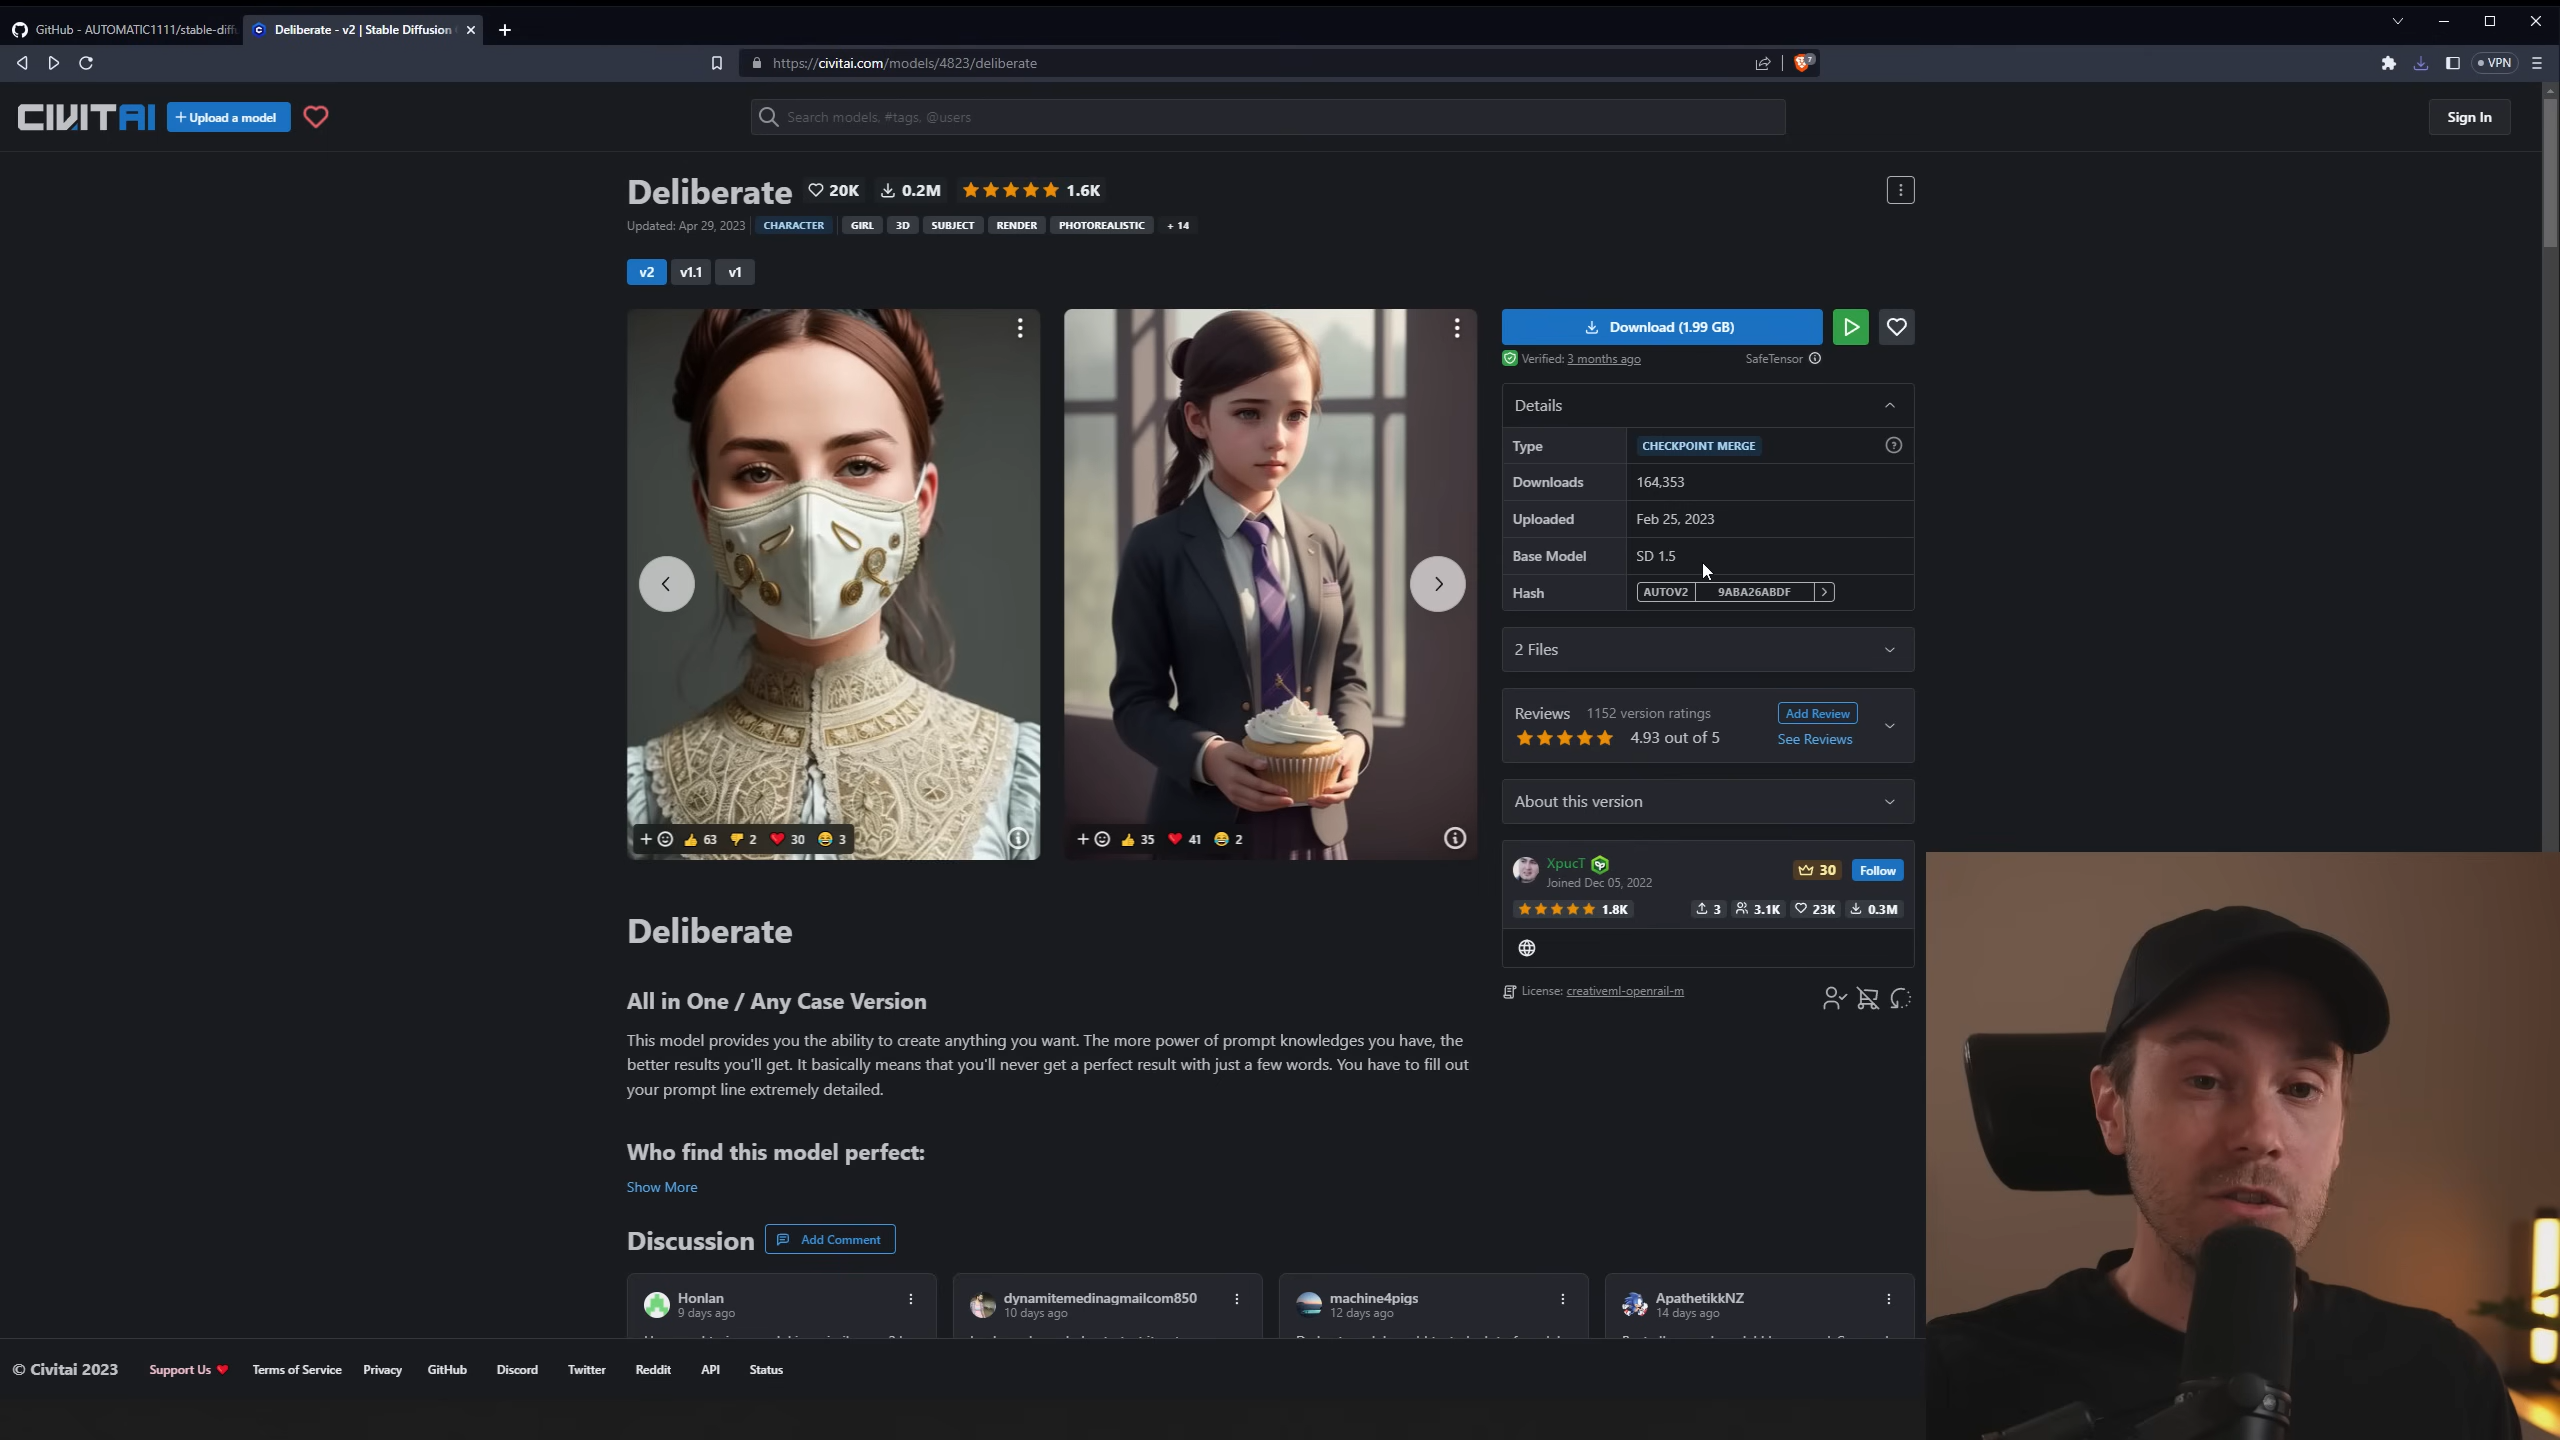 GitHub - AUTOMATIC1111/stable-diff
Deliberate - v2 | Stable Diffusion
https://civitai.com/models/4823/deliberate
VPN
CIVITAI
Upload a model
Search models, #tags, @users
Sign In
Deliberate 20K 0.2M 1.6K
Updated: Apr 29, 2023 CHARACTER GIRL 3D SUBJECT RENDER PHOTOREALISTIC + 14
v2 v1.1 v1
Download (1.99 GB)
Verified: 3 months ago SafeTensor
Details
Type CHECKPOINT MERGE
Downloads 164,353
Uploaded Feb 25, 2023
Base Model SD 1.5
Hash AUTOV2 9ABA26ABDF
2 Files
Reviews 1152 version ratings Add Review
4.93 out of 5 See Reviews
About this version
63 2 30 3
35 41 2
XpucT 30 Follow
Joined Dec 05, 2022
1.8K 3 3.1K 23K 0.3M
License: creativeml-openrail-m
Deliberate
All in One / Any Case Version
This model provides you the ability to create anything you want. The more power of prompt knowledges you have, the
better results you'll get. It basically means that you'll never get a perfect result with just a few words. You have to fill out
your prompt line extremely detailed.
Who find this model perfect:
Show More
Discussion Add Comment
Honlan
9 days ago
dynamitemedinagmailcom850
10 days ago
machine4pigs
12 days ago
ApathetikkNZ
14 days ago
© Civitai 2023 Support Us Terms of Service Privacy GitHub Discord Twitter Reddit API Status